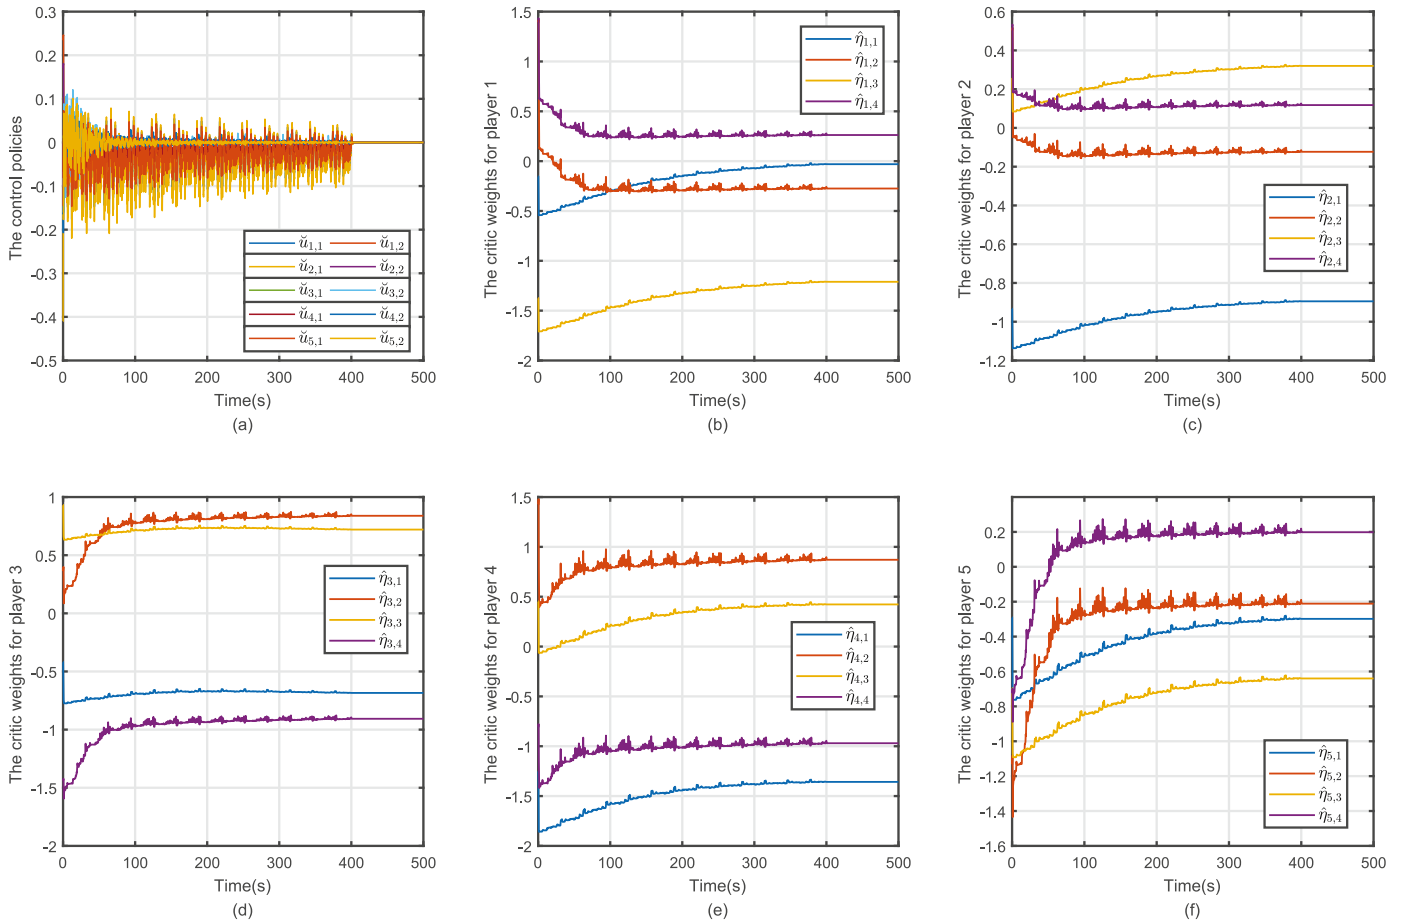 0.3
0.2
0.1
0
-0.1
-0.2
-0.3
-0.4
-0.5
The control policies
ŭ1,1 ŭ1,2
ŭ2,1 ŭ2,2
ŭ3,1 ŭ3,2
ŭ4,1 ŭ4,2
ŭ5,1 ŭ5,2
0 100 200 300 400 500
Time(s)
(a)
1.5
1
0.5
0
-0.5
-1
-1.5
-2
The critic weights for player 1
η̂1,1
η̂1,2
η̂1,3
η̂1,4
0 100 200 300 400 500
Time(s)
(b)
0.6
0.4
0.2
0
-0.2
-0.4
-0.6
-0.8
-1
-1.2
The critic weights for player 2
η̂2,1
η̂2,2
η̂2,3
η̂2,4
0 100 200 300 400 500
Time(s)
(c)
1
0.5
0
-0.5
-1
-1.5
-2
The critic weights for player 3
η̂3,1
η̂3,2
η̂3,3
η̂3,4
0 100 200 300 400 500
Time(s)
(d)
1.5
1
0.5
0
-0.5
-1
-1.5
-2
The critic weights for player 4
η̂4,1
η̂4,2
η̂4,3
η̂4,4
0 100 200 300 400 500
Time(s)
(e)
0.2
0
-0.2
-0.4
-0.6
-0.8
-1
-1.2
-1.4
-1.6
The critic weights for player 5
η̂5,1
η̂5,2
η̂5,3
η̂5,4
0 100 200 300 400 500
Time(s)
(f)